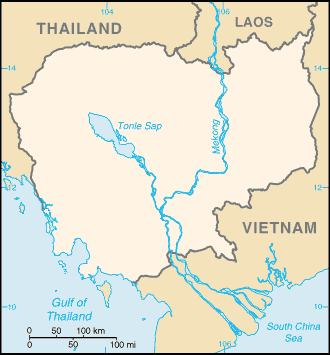 104
106
THAILAND
LAOS
14
14
Tonle Sap
Mekong
12
12
VIETNAM
Gulf of
Thailand
10
10
South China
Sea
0 50 100 km
0 50 100 mi
106